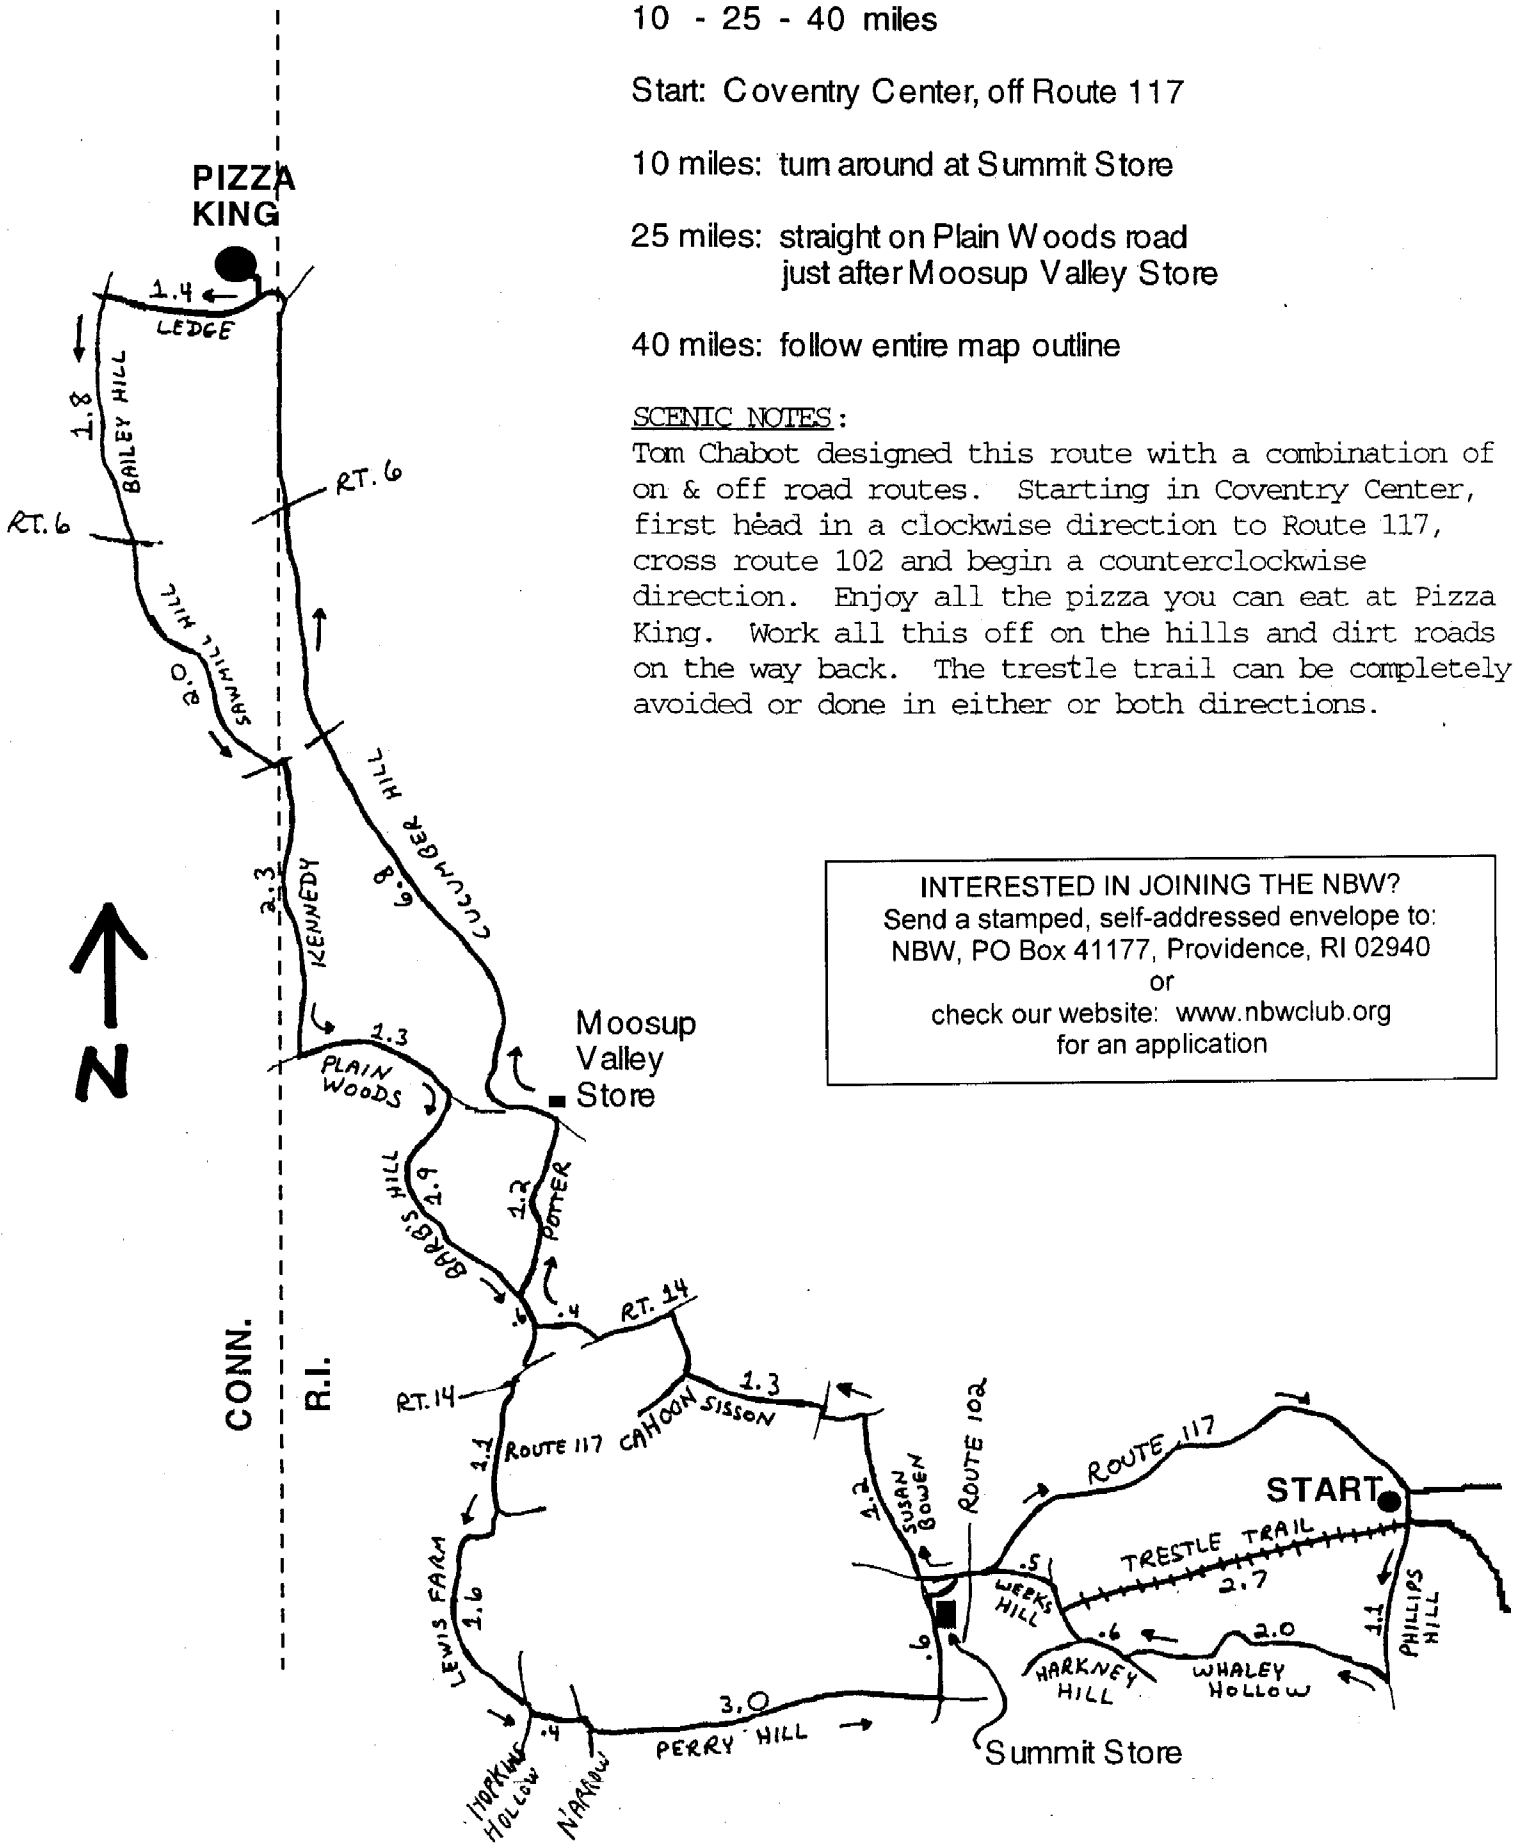 10 - 25 - 40 miles
Start: Coventry Center, off Route 117
10 miles: turn around at Summit Store
25 miles: straight on Plain Woods road
just after Moosup Valley Store
40 miles: follow entire map outline
SCENIC NOTES:
Tom Chabot designed this route with a combination of
on & off road routes. Starting in Coventry Center,
first head in a clockwise direction to Route 117,
cross route 102 and begin a counterclockwise
direction. Enjoy all the pizza you can eat at Pizza
King. Work all this off on the hills and dirt roads
on the way back. The trestle trail can be completely
avoided or done in either or both directions.
PIZZA
KING
1.4
LEDGE
1.8
BAILEY HILL
RT. 6
RT. 6
SAWMILL HILL
2.0
CUCUMBER HILL
6.8
2.3
KENNEDY
N
1.3
PLAIN
WOODS
Moosup
Valley
Store
INTERESTED IN JOINING THE NBW?
Send a stamped, self-addressed envelope to:
NBW, PO Box 41177, Providence, RI 02940
or
check our website: www.nbwclub.org
for an application
BARB'S HILL
1.9
1.2
POTTER
.6
.4
RT. 14
CONN.
R.I.
RT. 14
1.1
ROUTE 117
CAHOON
SISSON
1.3
1.2
SUSAN
BOWEN
ROUTE 102
ROUTE 117
START
TRESTLE TRAIL
2.7
.5
WEEKS
HILL
1.1
PHILLIPS
HILL
2.0
WHALEY
HOLLOW
.6
HARKNEY
HILL
LEWIS FARM
1.6
.6
.4
3.0
PERRY HILL
HOPKINS
HOLLOW
NARROW
Summit Store